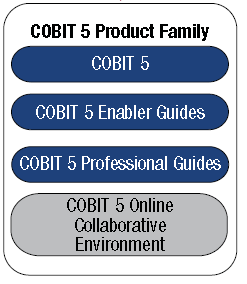 COBIT 5 Product Family
COBIT 5
COBIT 5 Enabler Guides
COBIT 5 Professional Guides
COBIT 5 Online
Collaborative
Environment